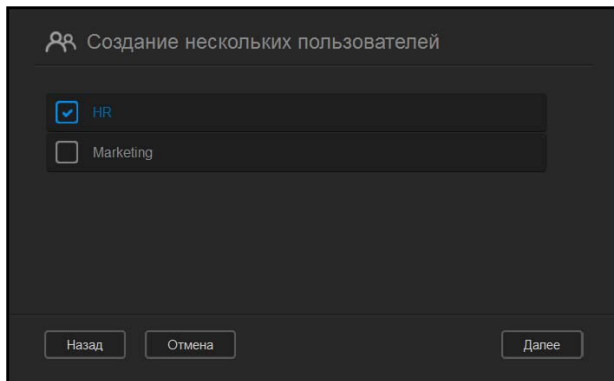 Создание нескольких пользователей
HR
Marketing
Назад Отмена Далее